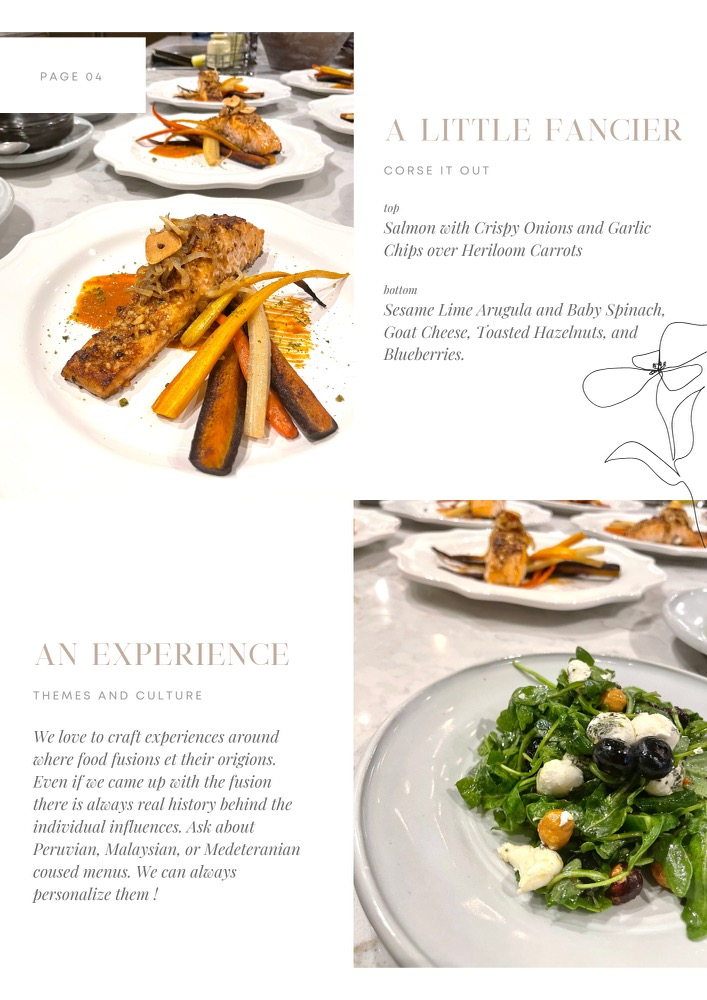 PAGE 04
A LITTLE FANCIER
CORSE IT OUT
top
Salmon with Crispy Onions and Garlic
Chips over Heriloom Carrots
bottom
Sesame Lime Arugula and Baby Spinach,
Goat Cheese, Toasted Hazelnuts, and
Blueberries.
AN EXPERIENCE
THEMES AND CULTURE
We love to craft experiences around
where food fusions et their origions.
Even if we came up with the fusion
there is always real history behind the
individual influences. Ask about
Peruvian, Malaysian, or Medeteranian
coused menus. We can always
personalize them !